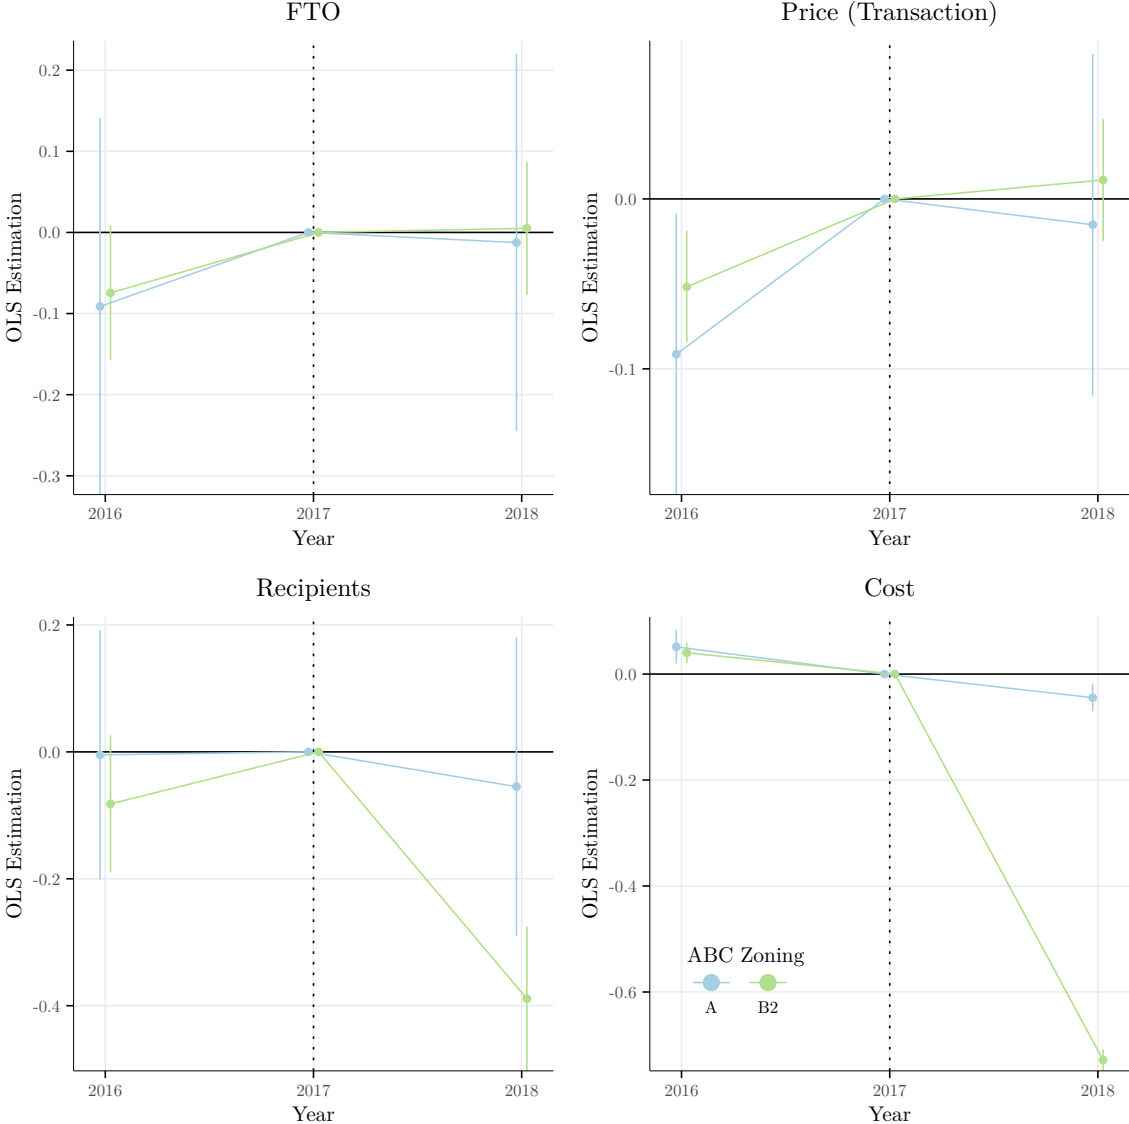 FTO
Price (Transaction)
OLS Estimation
0.2
0.1
0.0
-0.1
-0.2
-0.3
2016
2017
2018
Year
OLS Estimation
0.0
-0.1
2016
2017
2018
Year
Recipients
Cost
OLS Estimation
0.2
0.0
-0.2
-0.4
2016
2017
2018
Year
OLS Estimation
0.0
-0.2
-0.4
-0.6
ABC Zoning
A
B2
2016
2017
2018
Year